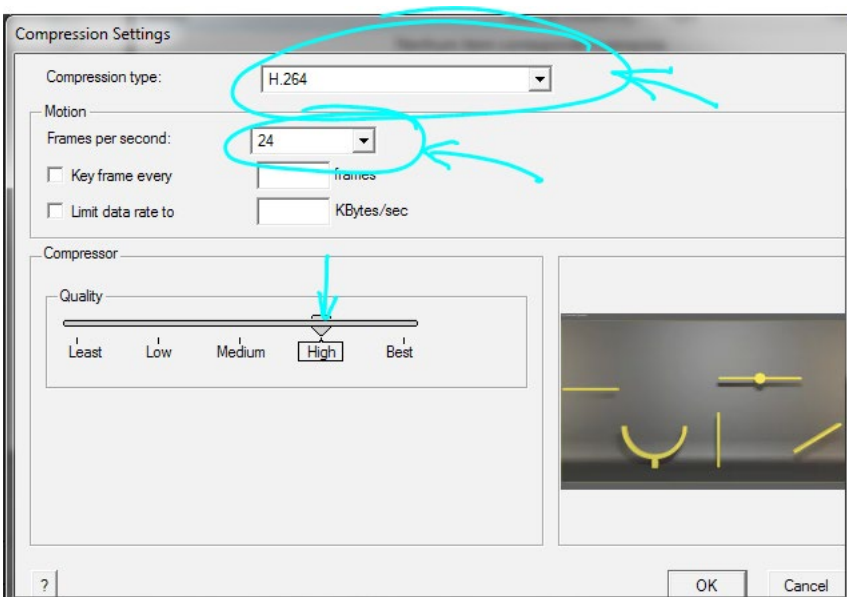 Compression Settings
Compression type: H.264
Motion
Frames per second: 24
Key frame every frames
Limit data rate to KBytes/sec
Compressor
Quality
Least Low Medium High Best
? OK Cancel